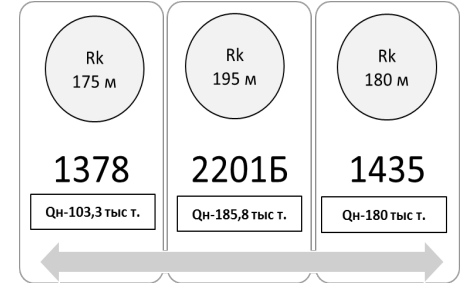 Rk
175 м
Rk
195 м
Rk
180 м
1378
2201Б
1435
Qн-103,3 тыс т.
Qн-185,8 тыс т.
Qн-180 тыс т.